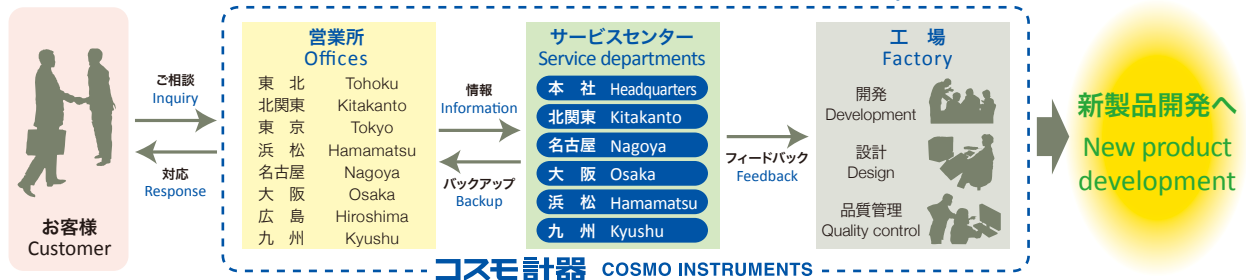 お客様
Customer
ご相談
Inquiry
対応
Response
営業所
Offices
東 北 Tohoku
北関東 Kitakanto
東 京 Tokyo
浜 松 Hamamatsu
名古屋 Nagoya
大 阪 Osaka
広 島 Hiroshima
九 州 Kyushu
情報
Information
バックアップ
Backup
サービスセンター
Service departments
本 社 Headquarters
北関東 Kitakanto
名古屋 Nagoya
大 阪 Osaka
浜 松 Hamamatsu
九 州 Kyushu
フィードバック
Feedback
工 場
Factory
開発
Development
設計
Design
品質管理
Quality control
新製品開発へ
New product
development
コスモ計器 COSMO INSTRUMENTS